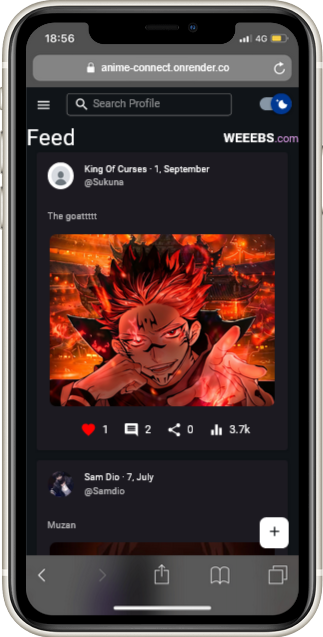 18:56
4G
anime-connect.onrender.co
Search Profile
Feed
WEEEBS.com
King Of Curses · 1, September
@Sukuna
The goattttt
1
2
0
3.7k
Sam Dio · 7, July
@Samdio
Muzan
+